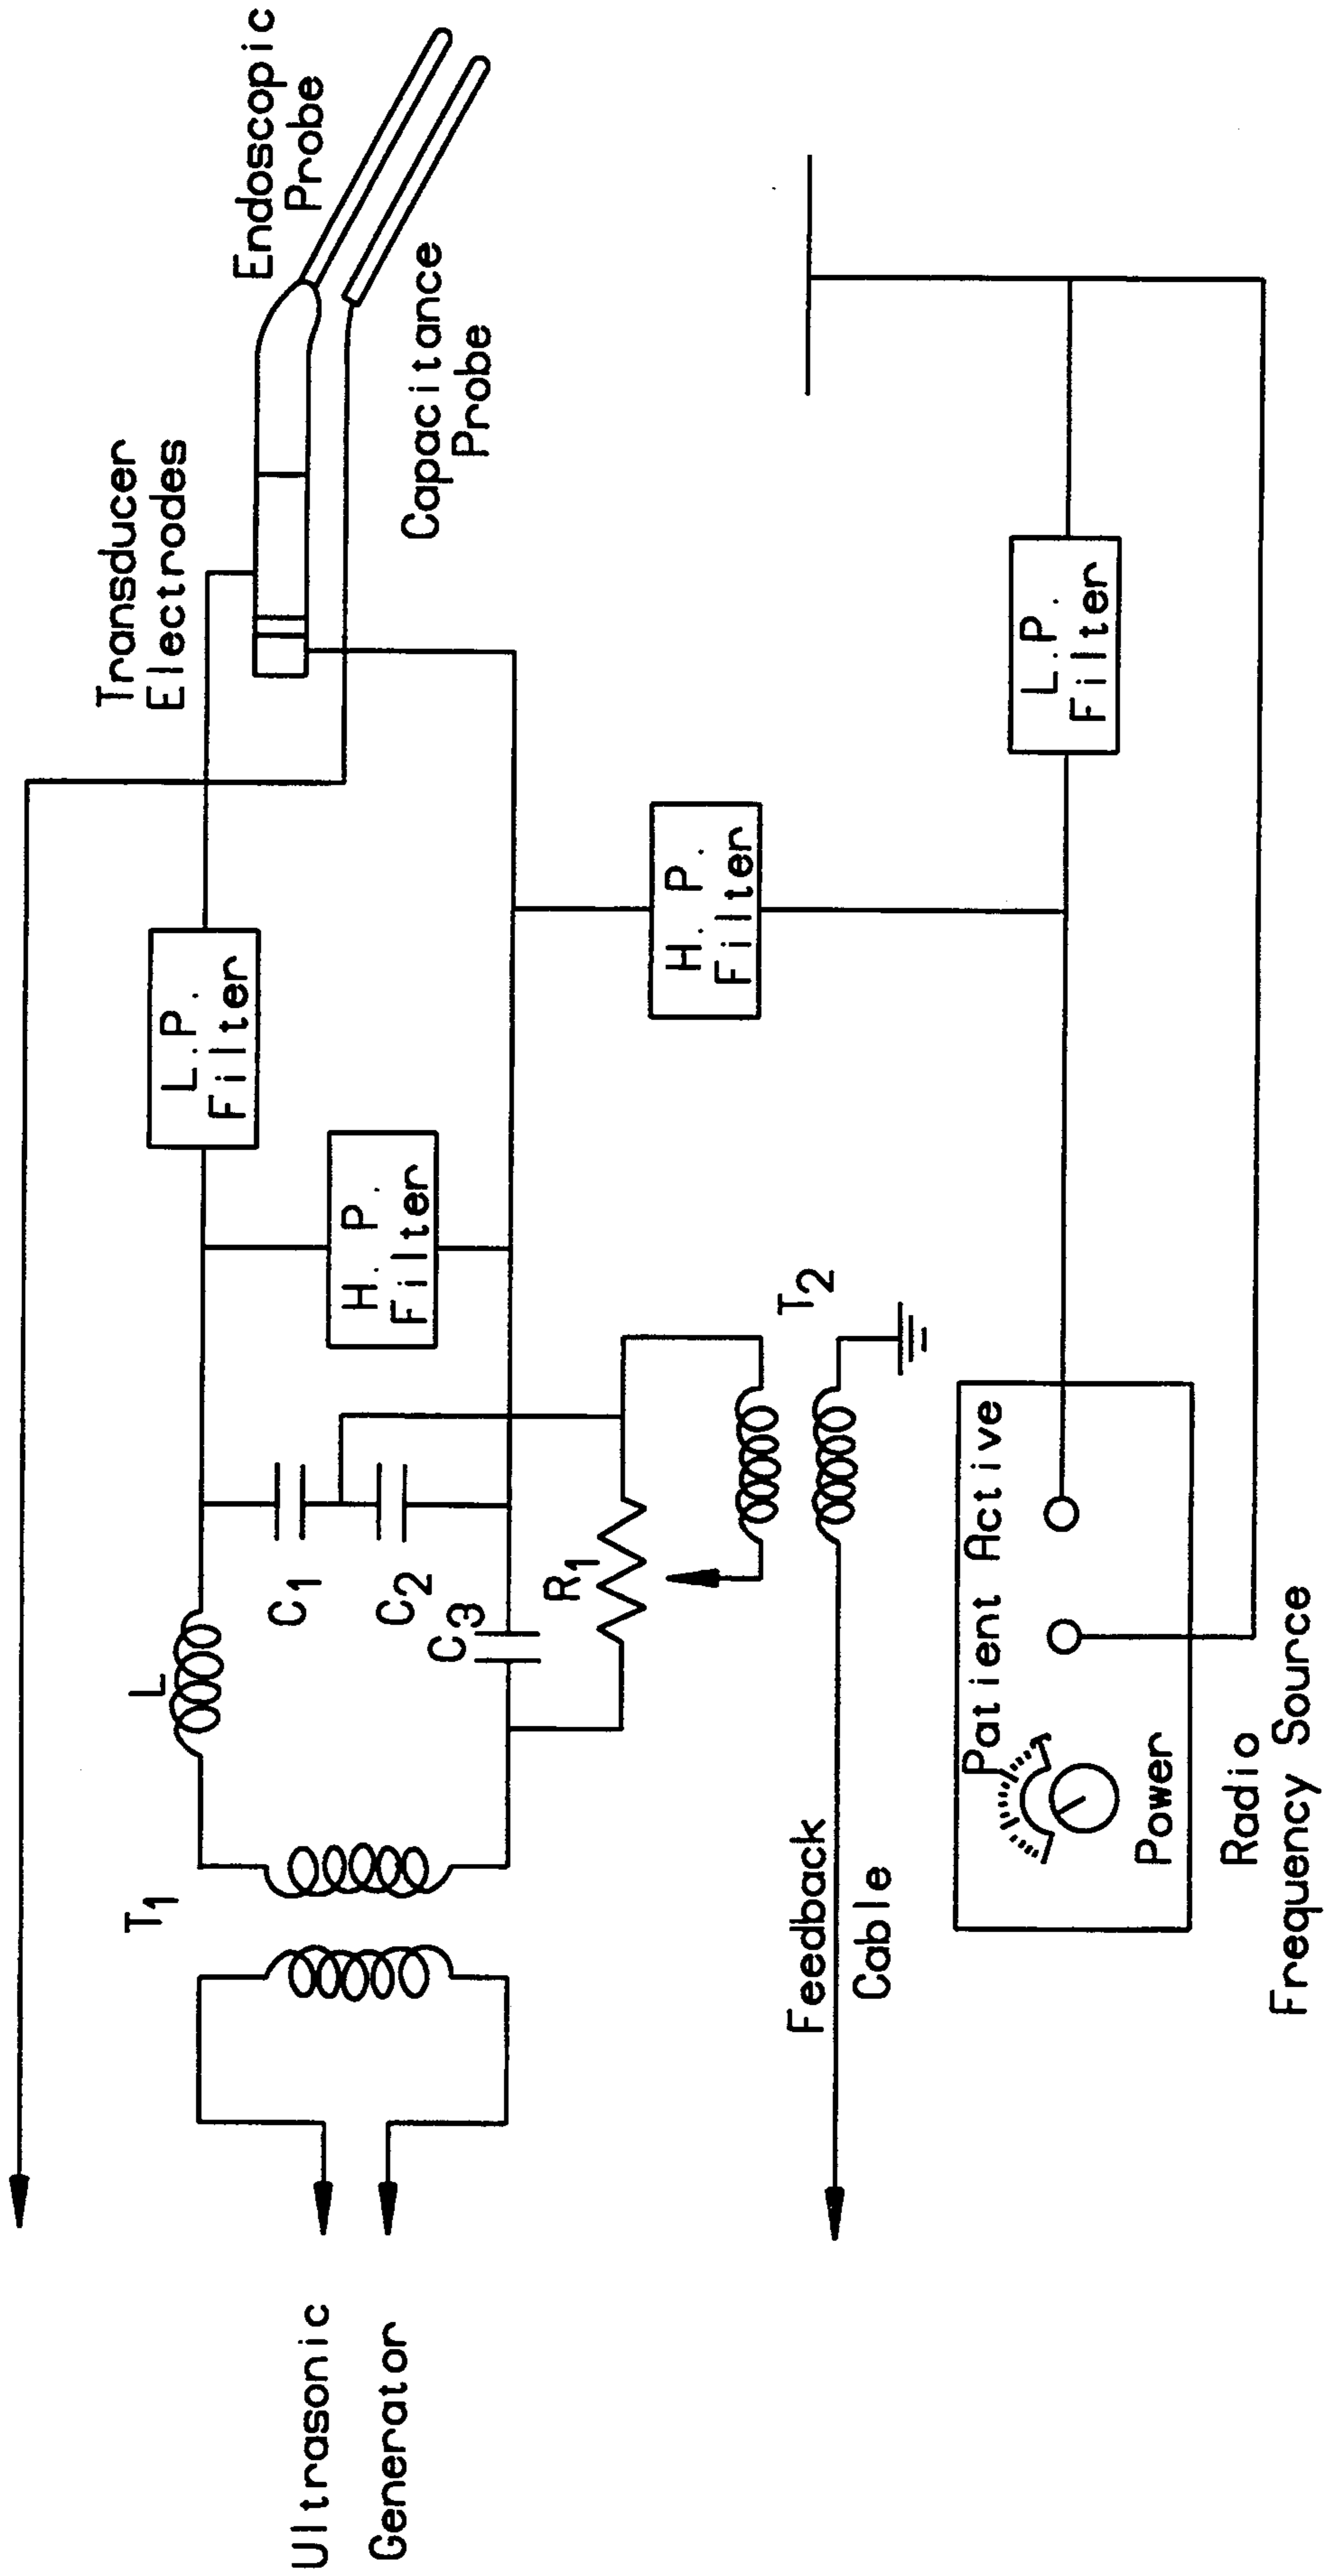 Endoscopic
Probe
Transducer
Electrodes
Capacitance
Probe
L.P.
Filter
H. P.
Filter
H. P.
Filter
L.P.
Filter
T1
L
C1
C2
C3
R1
T2
Ultrasonic
Generator
Feedback
Cable
Patient Active
Power
Radio
Frequency Source